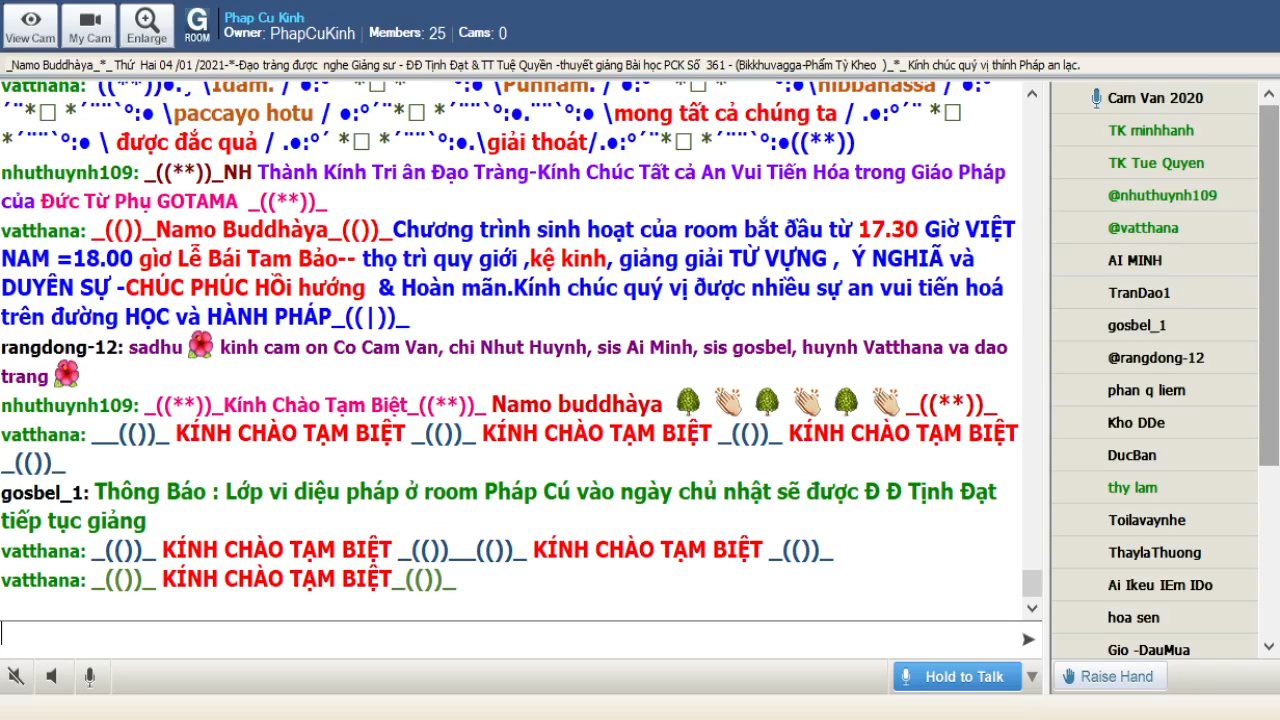 View Cam
My Cam
Enlarge
G
ROOM
Phap Cu Kinh
Owner: PhapCuKinh | Members: 25 | Cams: 0
_Namo Buddhàya_*_ Thứ Hai 04 /01 /2021-*-Đạo tràng được nghe Giảng sư - ĐĐ Tịnh Đạt & TT Tuệ Quyền -thuyết giảng Bài học PCK Số 361 - (Bikkhuvagga-Phẩm Tỳ Kheo )_*_ Kính chúc quý vị thính Pháp an lạc.
vatthana: ((**))●.¸ \Idam. / ●:°´¨*□ *´¨¨`°:● \Puññam. / ●:°´¨*□ *´¨¨`°:● \nibbanassa / ●:°
´¨*□ *´¨¨`°:● \paccayo hotu / ●:°´¨*□ *´¨¨`°:●.¨¨`°:● \mong tất cả chúng ta / .●:°´¨ *□
*´¨¨`°:● \ được đắc quả / .●:°´ *□ *´¨¨`°:●.\giải thoát/.●:°´¨*□ *´¨¨`°:●((**))
nhuthuynh109: _((**))_NH Thành Kính Tri ân Đạo Tràng-Kính Chúc Tất cả An Vui Tiến Hóa trong Giáo Pháp
của Đức Từ Phụ GOTAMA _((**))_
vatthana: _(())_Namo Buddhàya_(())_Chương trình sinh hoạt của room bắt đầu từ 17.30 Giờ VIỆT
NAM =18.00 giờ Lễ Bái Tam Bảo-- thọ trì quy giới ,kệ kinh, giảng giải TỪ VỰNG , Ý NGHIÃ và
DUYÊN SỰ -CHÚC PHÚC HỒi hướng & Hoàn mãn.Kính chúc quý vị được nhiều sự an vui tiến hoá
trên đường HỌC và HÀNH PHÁP_((|))_
rangdong-12: sadhu 🌺 kinh cam on Co Cam Van, chi Nhut Huynh, sis Ai Minh, sis gosbel, huynh Vatthana va dao
trang 🌺
nhuthuynh109: _((**))_Kính Chào Tạm Biệt_((**))_ Namo buddhàya 🌳 👏 🌳 👏 🌳 👏 _((**))_
vatthana: __(())_ KÍNH CHÀO TẠM BIỆT _(())_ KÍNH CHÀO TẠM BIỆT _(())_ KÍNH CHÀO TẠM BIỆT
_(())_
gosbel_1: Thông Báo : Lớp vi diệu pháp ở room Pháp Cú vào ngày chủ nhật sẽ được Đ Đ Tịnh Đạt
tiếp tục giảng
vatthana: _(())_ KÍNH CHÀO TẠM BIỆT _(())__(())_ KÍNH CHÀO TẠM BIỆT _(())_
vatthana: _(())_ KÍNH CHÀO TẠM BIỆT_(())_
Hold to Talk
Cam Van 2020
TK minhhanh
TK Tue Quyen
@nhuthuynh109
@vatthana
AI MINH
TranDao1
gosbel_1
@rangdong-12
phan q liem
Kho DDe
DucBan
thy lam
Toilavaynhe
ThaylaThuong
Ai Ikeu IEm IDo
hoa sen
Gio -DauMua
Raise Hand